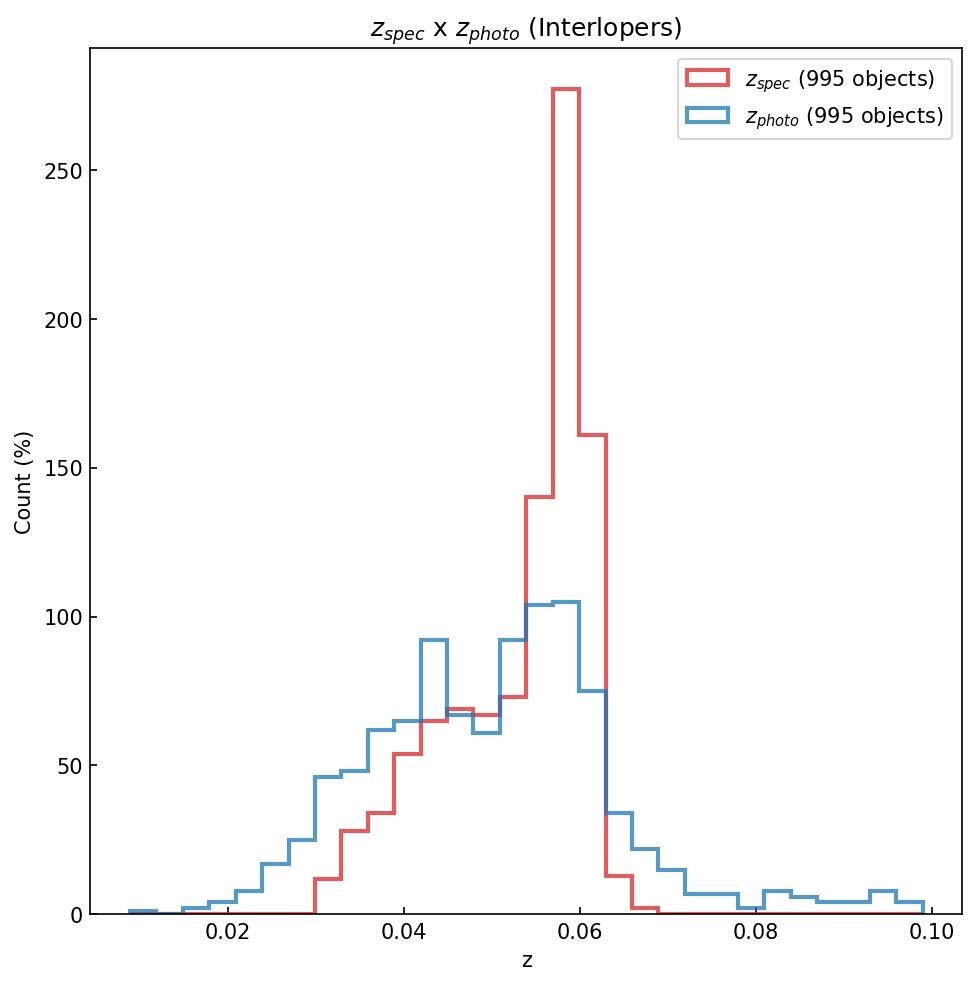 z_spec x z_photo (Interlopers)
z_spec (995 objects)
z_photo (995 objects)
250
200
150
100
50
0
Count (%)
0.02 0.04 0.06 0.08 0.10
z